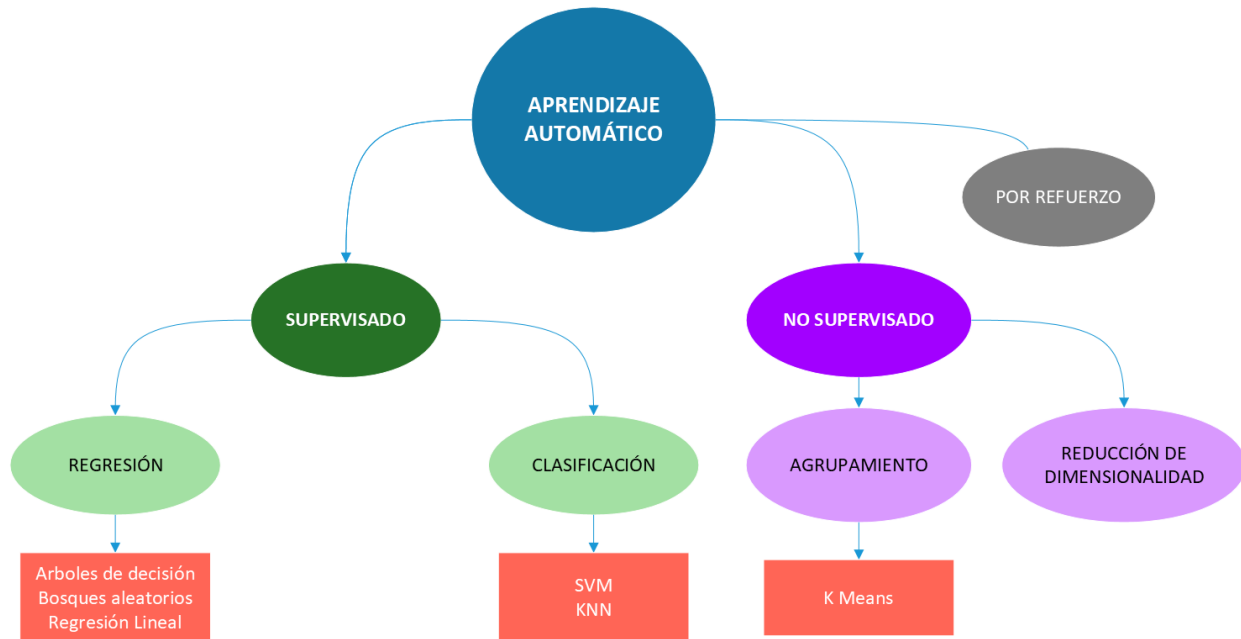 APRENDIZAJE
AUTOMÁTICO
POR REFUERZO
SUPERVISADO
NO SUPERVISADO
REGRESIÓN
CLASIFICACIÓN
AGRUPAMIENTO
REDUCCIÓN DE
DIMENSIONALIDAD
Arboles de decisión
Bosques aleatorios
Regresión Lineal
SVM
KNN
K Means